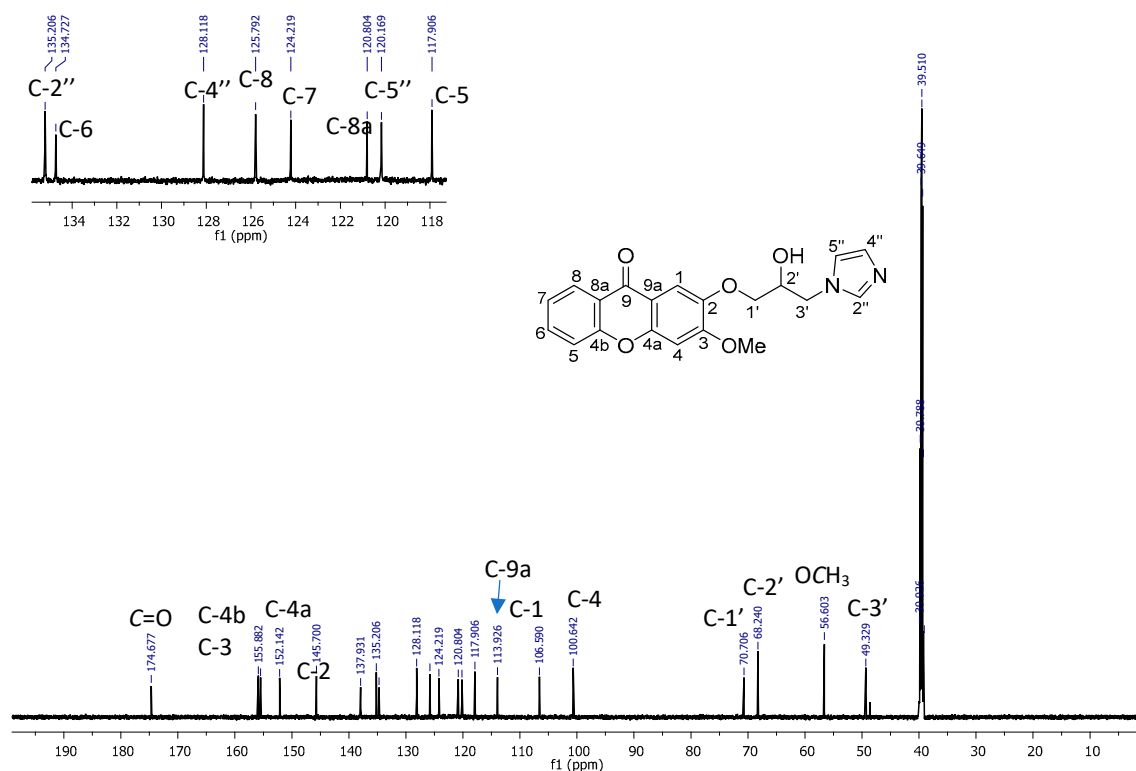 135.206
134.727
128.118
125.792
124.219
120.804
120.169
117.906
C-2''
C-6
C-4''
C-8
C-7
C-8a
C-5''
C-5
134 132 130 128 126 124 122 120 118
f1 (ppm)
39.510
39.649
39.788
39.926
O
OH
8
8a
9
9a
1
2
O
1'
2'
3'
N
5''
4''
N
2''
7
6
5
4b
O
4a
4
3
OMe
C=O
C-4b
C-3
C-4a
C-2
C-9a
C-1
C-4
C-1'
C-2'
OCH3
C-3'
174.677
155.882
152.142
145.700
137.931
135.206
128.118
124.219
120.804
117.906
113.926
106.590
100.642
70.706
68.240
56.603
49.329
190 180 170 160 150 140 130 120 110 100 90 80 70 60 50 40 30 20 10
f1 (ppm)